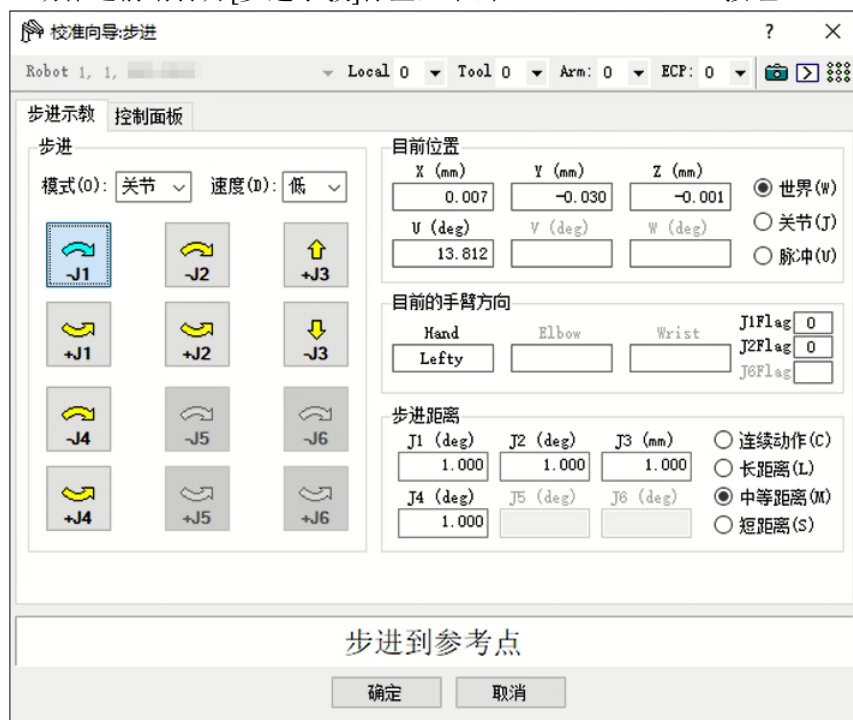 校准向导:步进
?
Robot 1, 1,
Local 0 Tool 0 Arm: 0 ECP: 0
步进示教 控制面板
步进
模式(O): 关节 速度(D): 低
-J1 -J2 +J3
+J1 +J2 -J3
-J4 -J5 -J6
+J4 +J5 +J6
目前位置
X (mm) Y (mm) Z (mm)
0.007 -0.030 -0.001
U (deg) V (deg) W (deg)
13.812
世界(W)
关节(J)
脉冲(U)
目前的手臂方向
Hand Elbow Wrist
Lefty
J1Flag 0
J2Flag 0
J6Flag
步进距离
J1 (deg) J2 (deg) J3 (mm)
1.000 1.000 1.000
J4 (deg) J5 (deg) J6 (deg)
1.000
连续动作(C)
长距离(L)
中等距离(M)
短距离(S)
步进到参考点
确定 取消